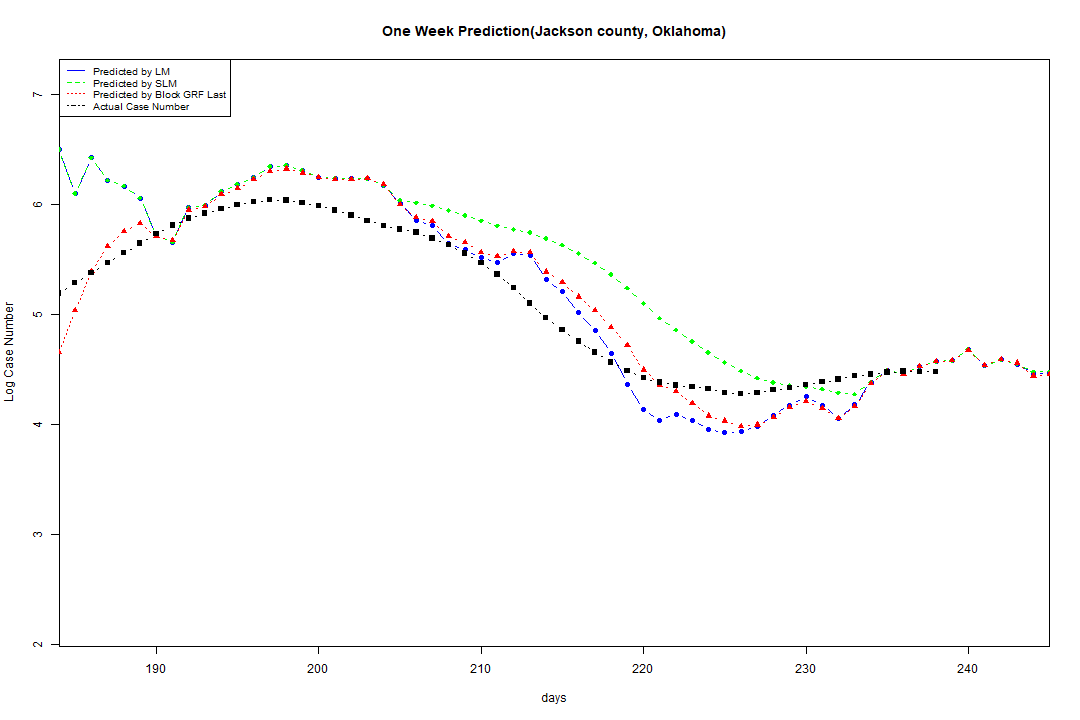 One Week Prediction(Jackson county, Oklahoma)
Predicted by LM
Predicted by SLM
Predicted by Block GRF Last
Actual Case Number
7
6
5
4
3
2
Log Case Number
190 200 210 220 230 240
days